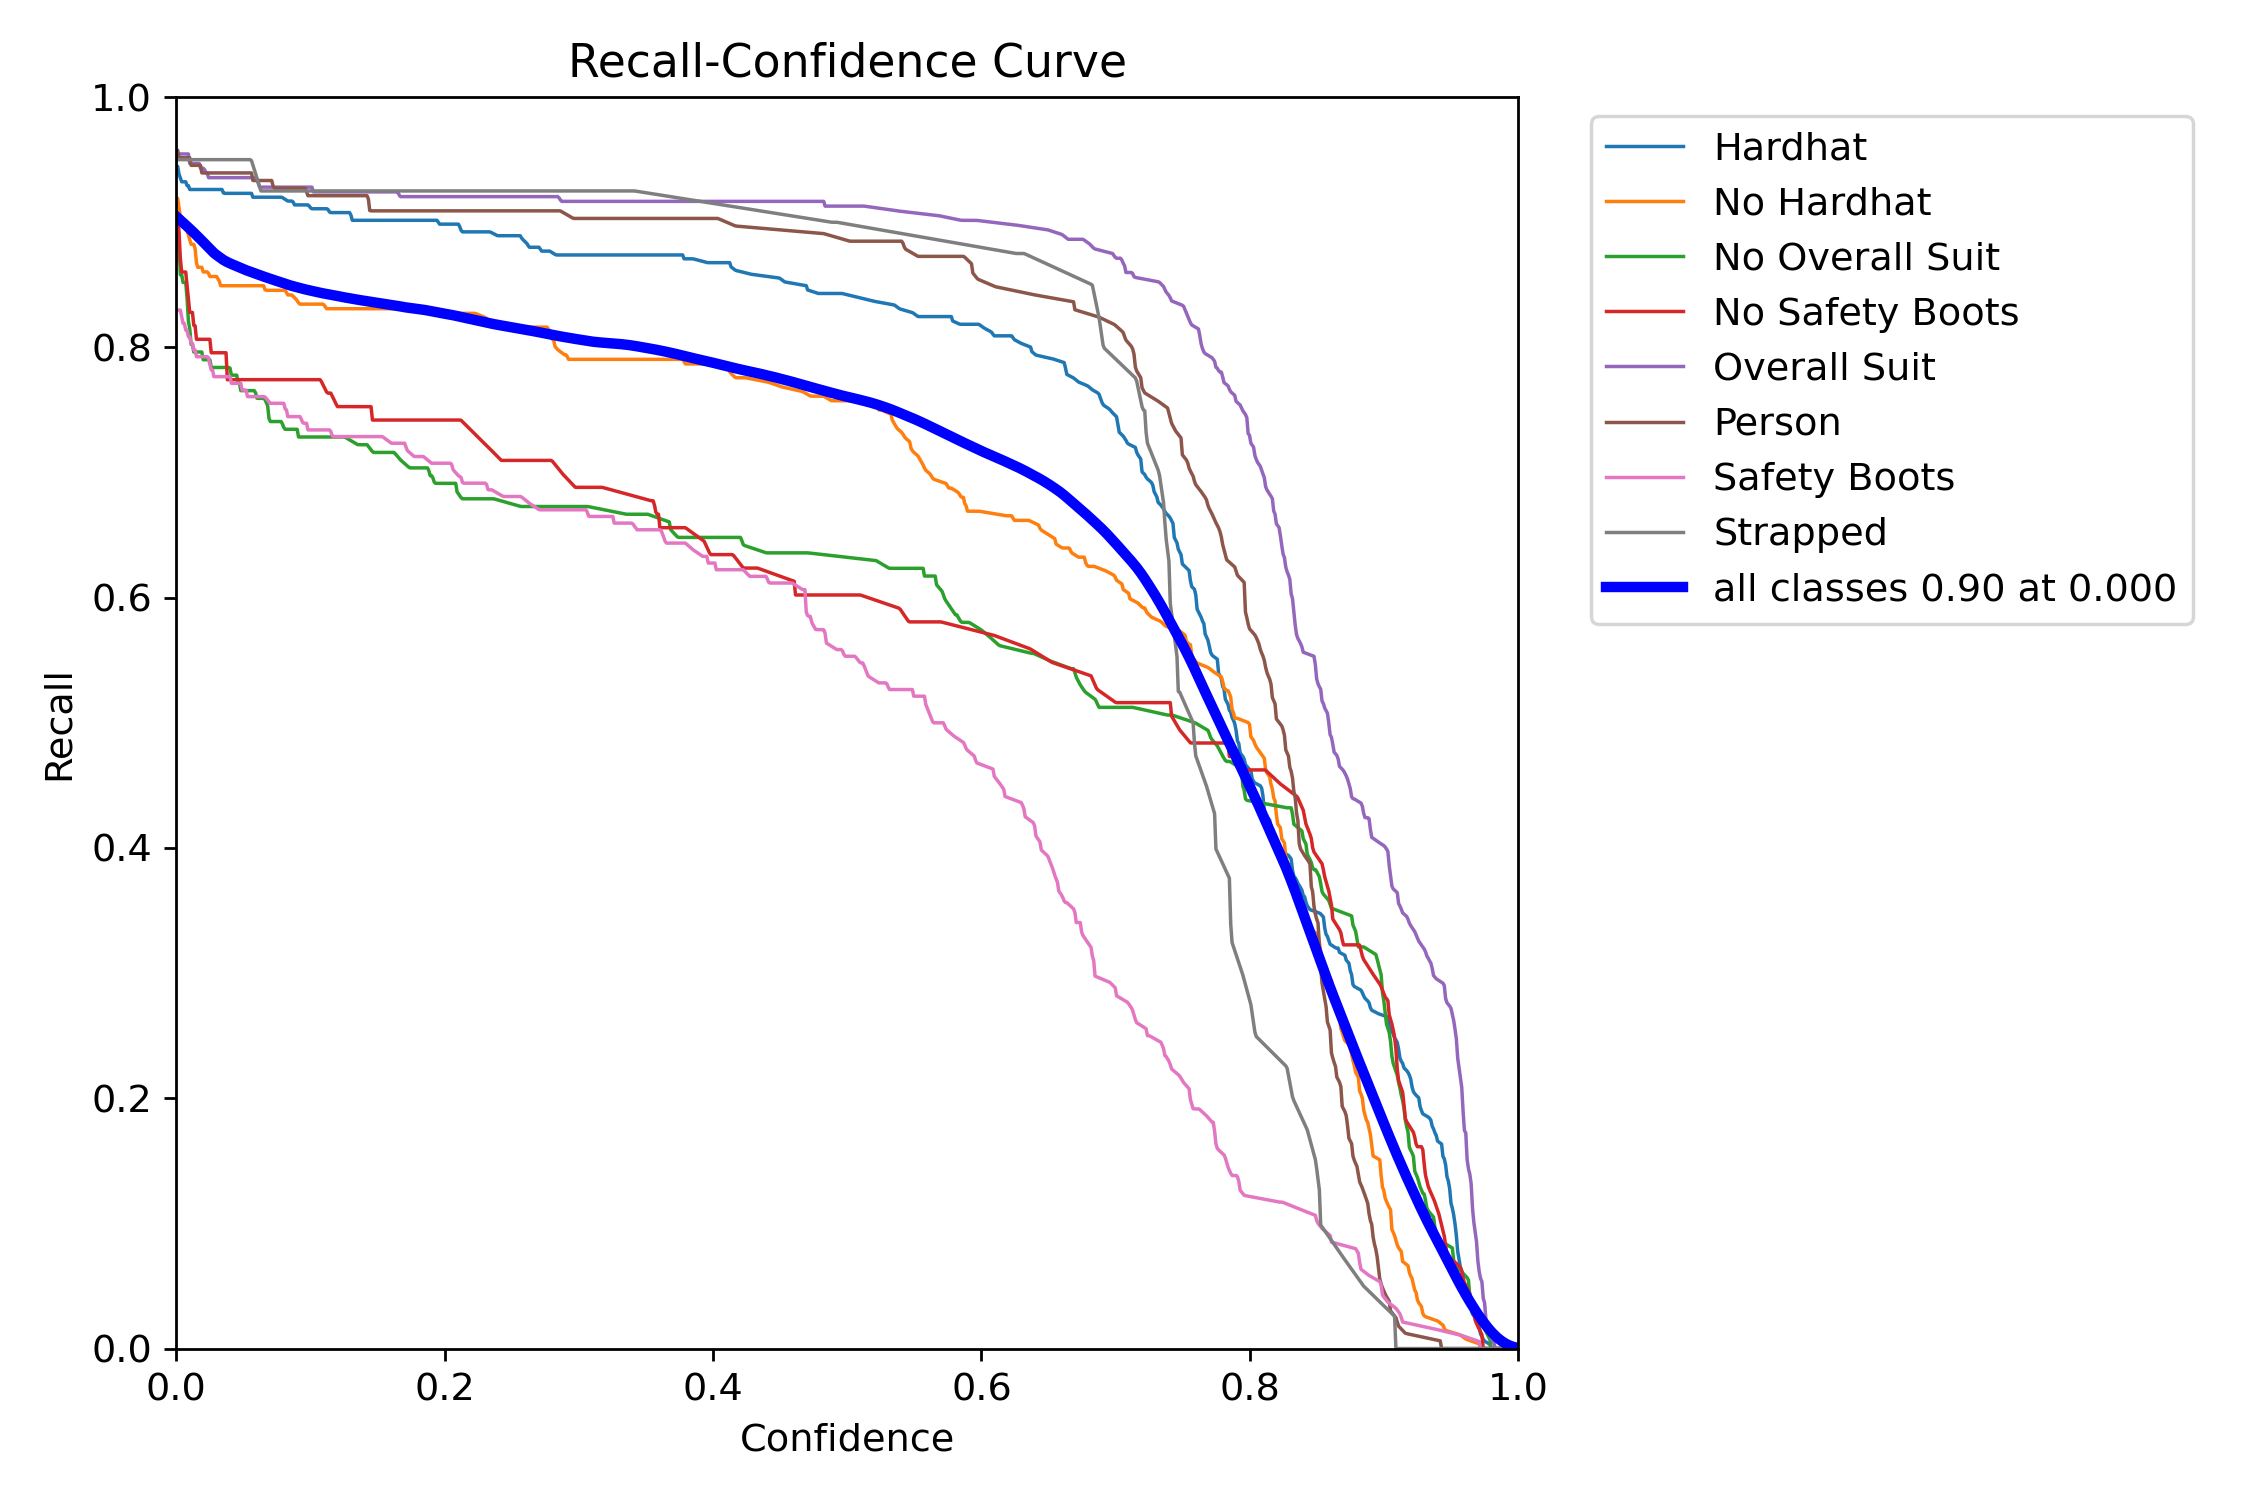 Recall-Confidence Curve
1.0
0.8
0.6
0.4
0.2
0.0
Recall
0.0 0.2 0.4 0.6 0.8 1.0
Confidence
Hardhat
No Hardhat
No Overall Suit
No Safety Boots
Overall Suit
Person
Safety Boots
Strapped
all classes 0.90 at 0.000